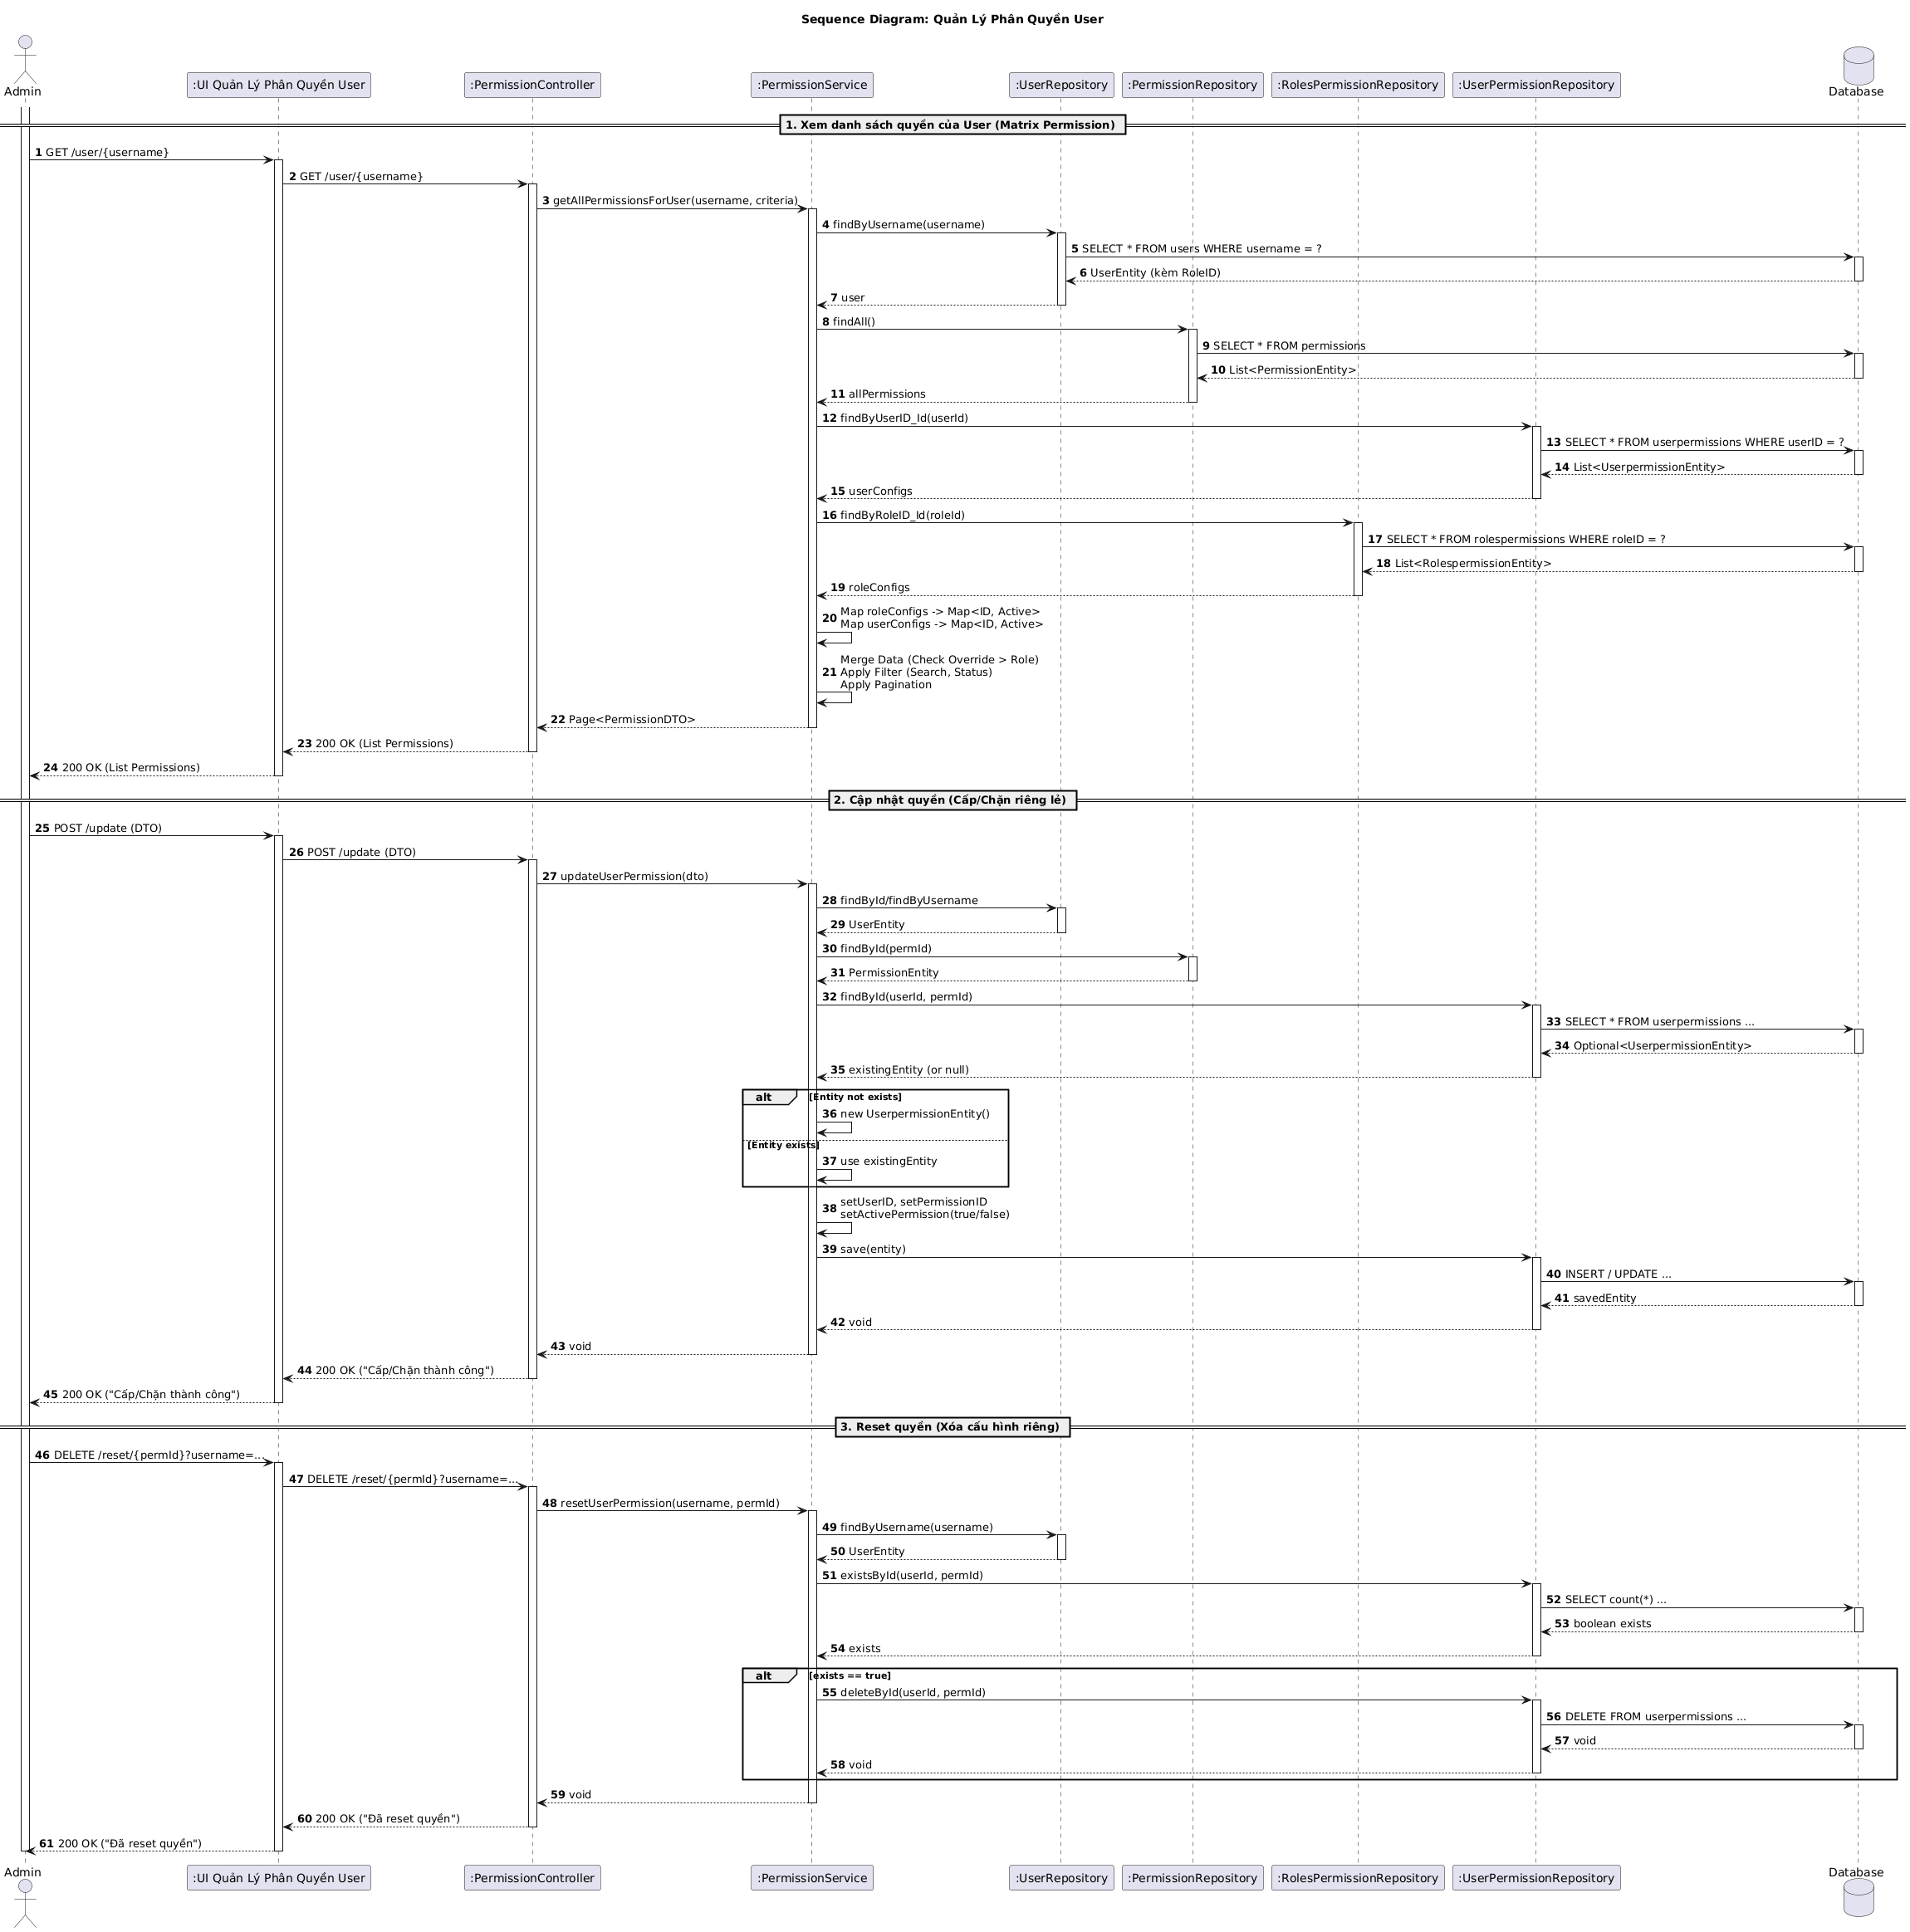 Sequence Diagram: Quản Lý Phân Quyền User
Admin
:UI Quản Lý Phân Quyền User
:PermissionController
:PermissionService
:UserRepository
:PermissionRepository
:RolesPermissionRepository
:UserPermissionRepository
Database
1. Xem danh sách quyền của User (Matrix Permission)
1 GET /user/{username}
2 GET /user/{username}
3 getAllPermissionsForUser(username, criteria)
4 findByUsername(username)
5 SELECT * FROM users WHERE username = ?
6 UserEntity (kèm RoleID)
7 user
8 findAll()
9 SELECT * FROM permissions
10 List<PermissionEntity>
11 allPermissions
12 findByUserID_Id(userId)
13 SELECT * FROM userpermissions WHERE userID = ?
14 List<UserpermissionEntity>
15 userConfigs
16 findByRoleID_Id(roleId)
17 SELECT * FROM rolespermissions WHERE roleID = ?
18 List<RolespermissionEntity>
19 roleConfigs
20 Map roleConfigs -> Map<ID, Active>
Map userConfigs -> Map<ID, Active>
21 Merge Data (Check Override > Role)
Apply Filter (Search, Status)
Apply Pagination
22 Page<PermissionDTO>
23 200 OK (List Permissions)
24 200 OK (List Permissions)
2. Cập nhật quyền (Cấp/Chặn riêng lẻ)
25 POST /update (DTO)
26 POST /update (DTO)
27 updateUserPermission(dto)
28 findById/findByUsername
29 UserEntity
30 findById(permId)
31 PermissionEntity
32 findById(userId, permId)
33 SELECT * FROM userpermissions ...
34 Optional<UserpermissionEntity>
35 existingEntity (or null)
alt [Entity not exists]
36 new UserpermissionEntity()
[Entity exists]
37 use existingEntity
38 setUserID, setPermissionID
setActivePermission(true/false)
39 save(entity)
40 INSERT / UPDATE ...
41 savedEntity
42 void
43 void
44 200 OK ("Cấp/Chặn thành công")
45 200 OK ("Cấp/Chặn thành công")
3. Reset quyền (Xóa cấu hình riêng)
46 DELETE /reset/{permId}?username=...
47 DELETE /reset/{permId}?username=...
48 resetUserPermission(username, permId)
49 findByUsername(username)
50 UserEntity
51 existsById(userId, permId)
52 SELECT count(*) ...
53 boolean exists
54 exists
alt [exists == true]
55 deleteById(userId, permId)
56 DELETE FROM userpermissions ...
57 void
58 void
59 void
60 200 OK ("Đã reset quyền")
61 200 OK ("Đã reset quyền")
Admin
:UI Quản Lý Phân Quyền User
:PermissionController
:PermissionService
:UserRepository
:PermissionRepository
:RolesPermissionRepository
:UserPermissionRepository
Database